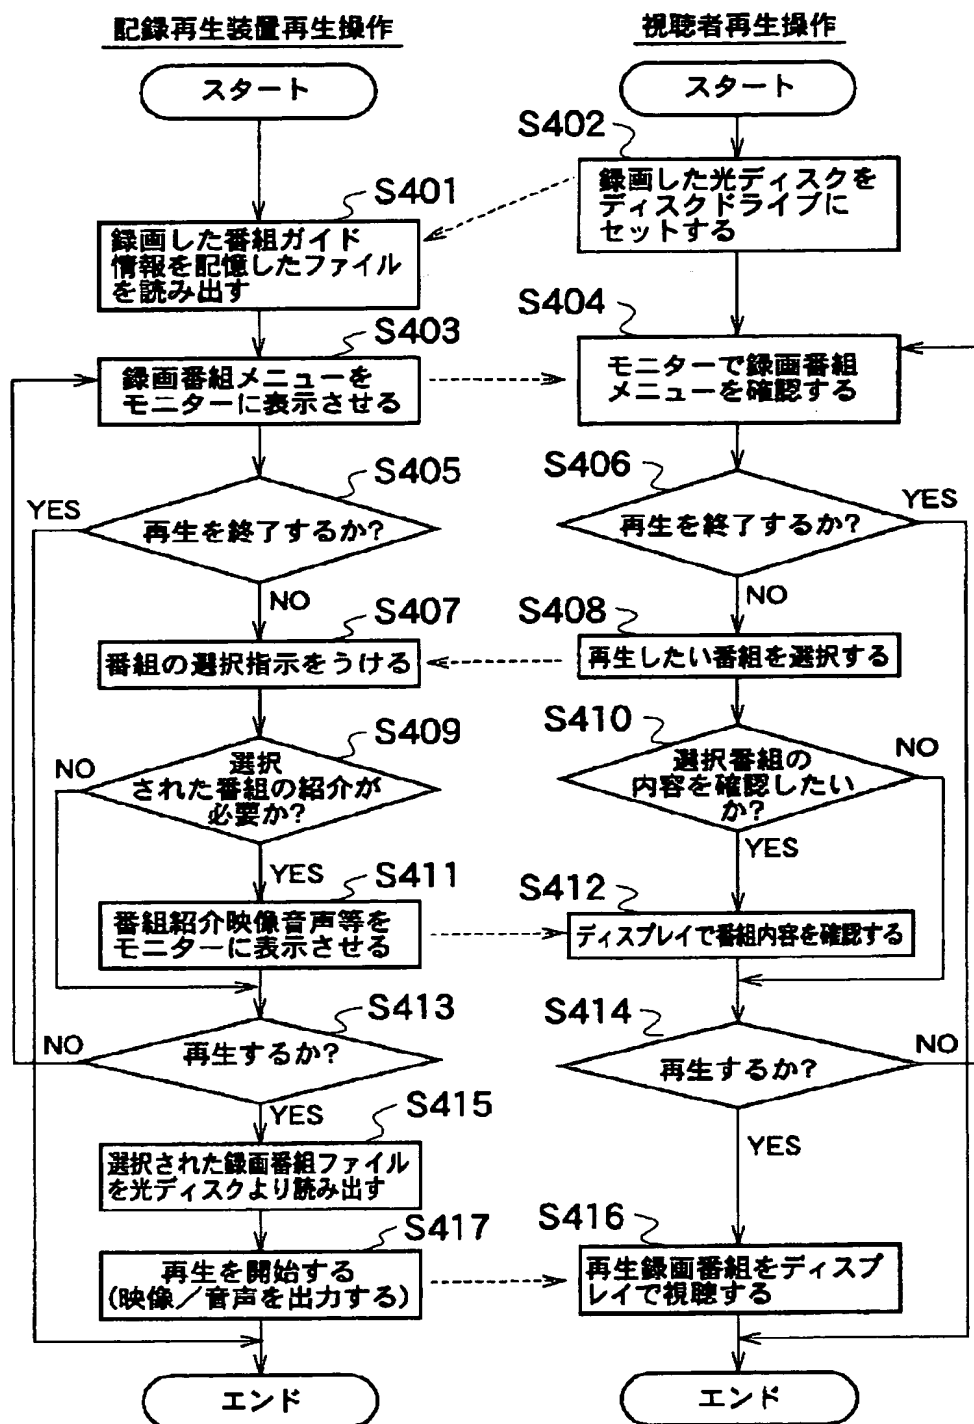 記録再生装置再生操作
スタート
S401
録画した番組ガイド
情報を記憶したファイル
を読み出す
S403
録画番組メニューを
モニターに表示させる
S405
YES
再生を終了するか?
NO
S407
番組の選択指示をうける
S409
NO
選択
された番組の紹介が
必要か?
YES
S411
番組紹介映像音声等を
モニターに表示させる
S413
NO
再生するか?
YES
S415
選択された録画番組ファイル
を光ディスクより読み出す
S417
再生を開始する
(映像/音声を出力する)
エンド
視聴者再生操作
スタート
S402
録画した光ディスクを
ディスクドライブに
セットする
S404
モニターで録画番組
メニューを確認する
S406
YES
再生を終了するか?
NO
S408
再生したい番組を選択する
S410
NO
選択番組の
内容を確認したい
か?
YES
S412
ディスプレイで番組内容を確認する
S414
NO
再生するか?
YES
S416
再生録画番組をディスプ
レイで視聴する
エンド